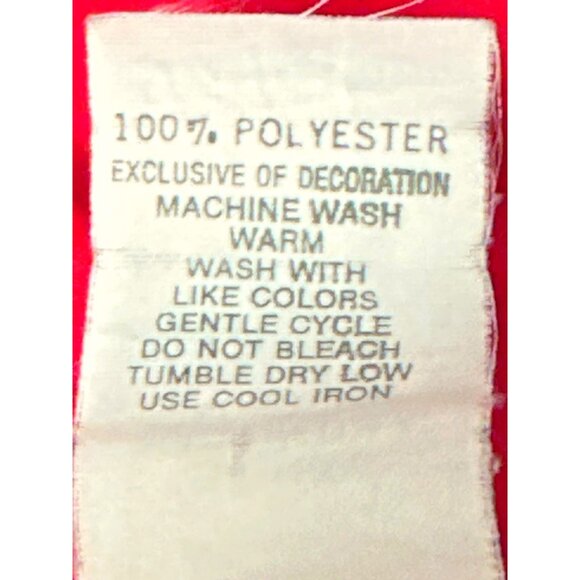 100% POLYESTER
EXCLUSIVE OF DECORATION
MACHINE WASH
WARM
WASH WITH
LIKE COLORS
GENTLE CYCLE
DO NOT BLEACH
TUMBLE DRY LOW
USE COOL IRON